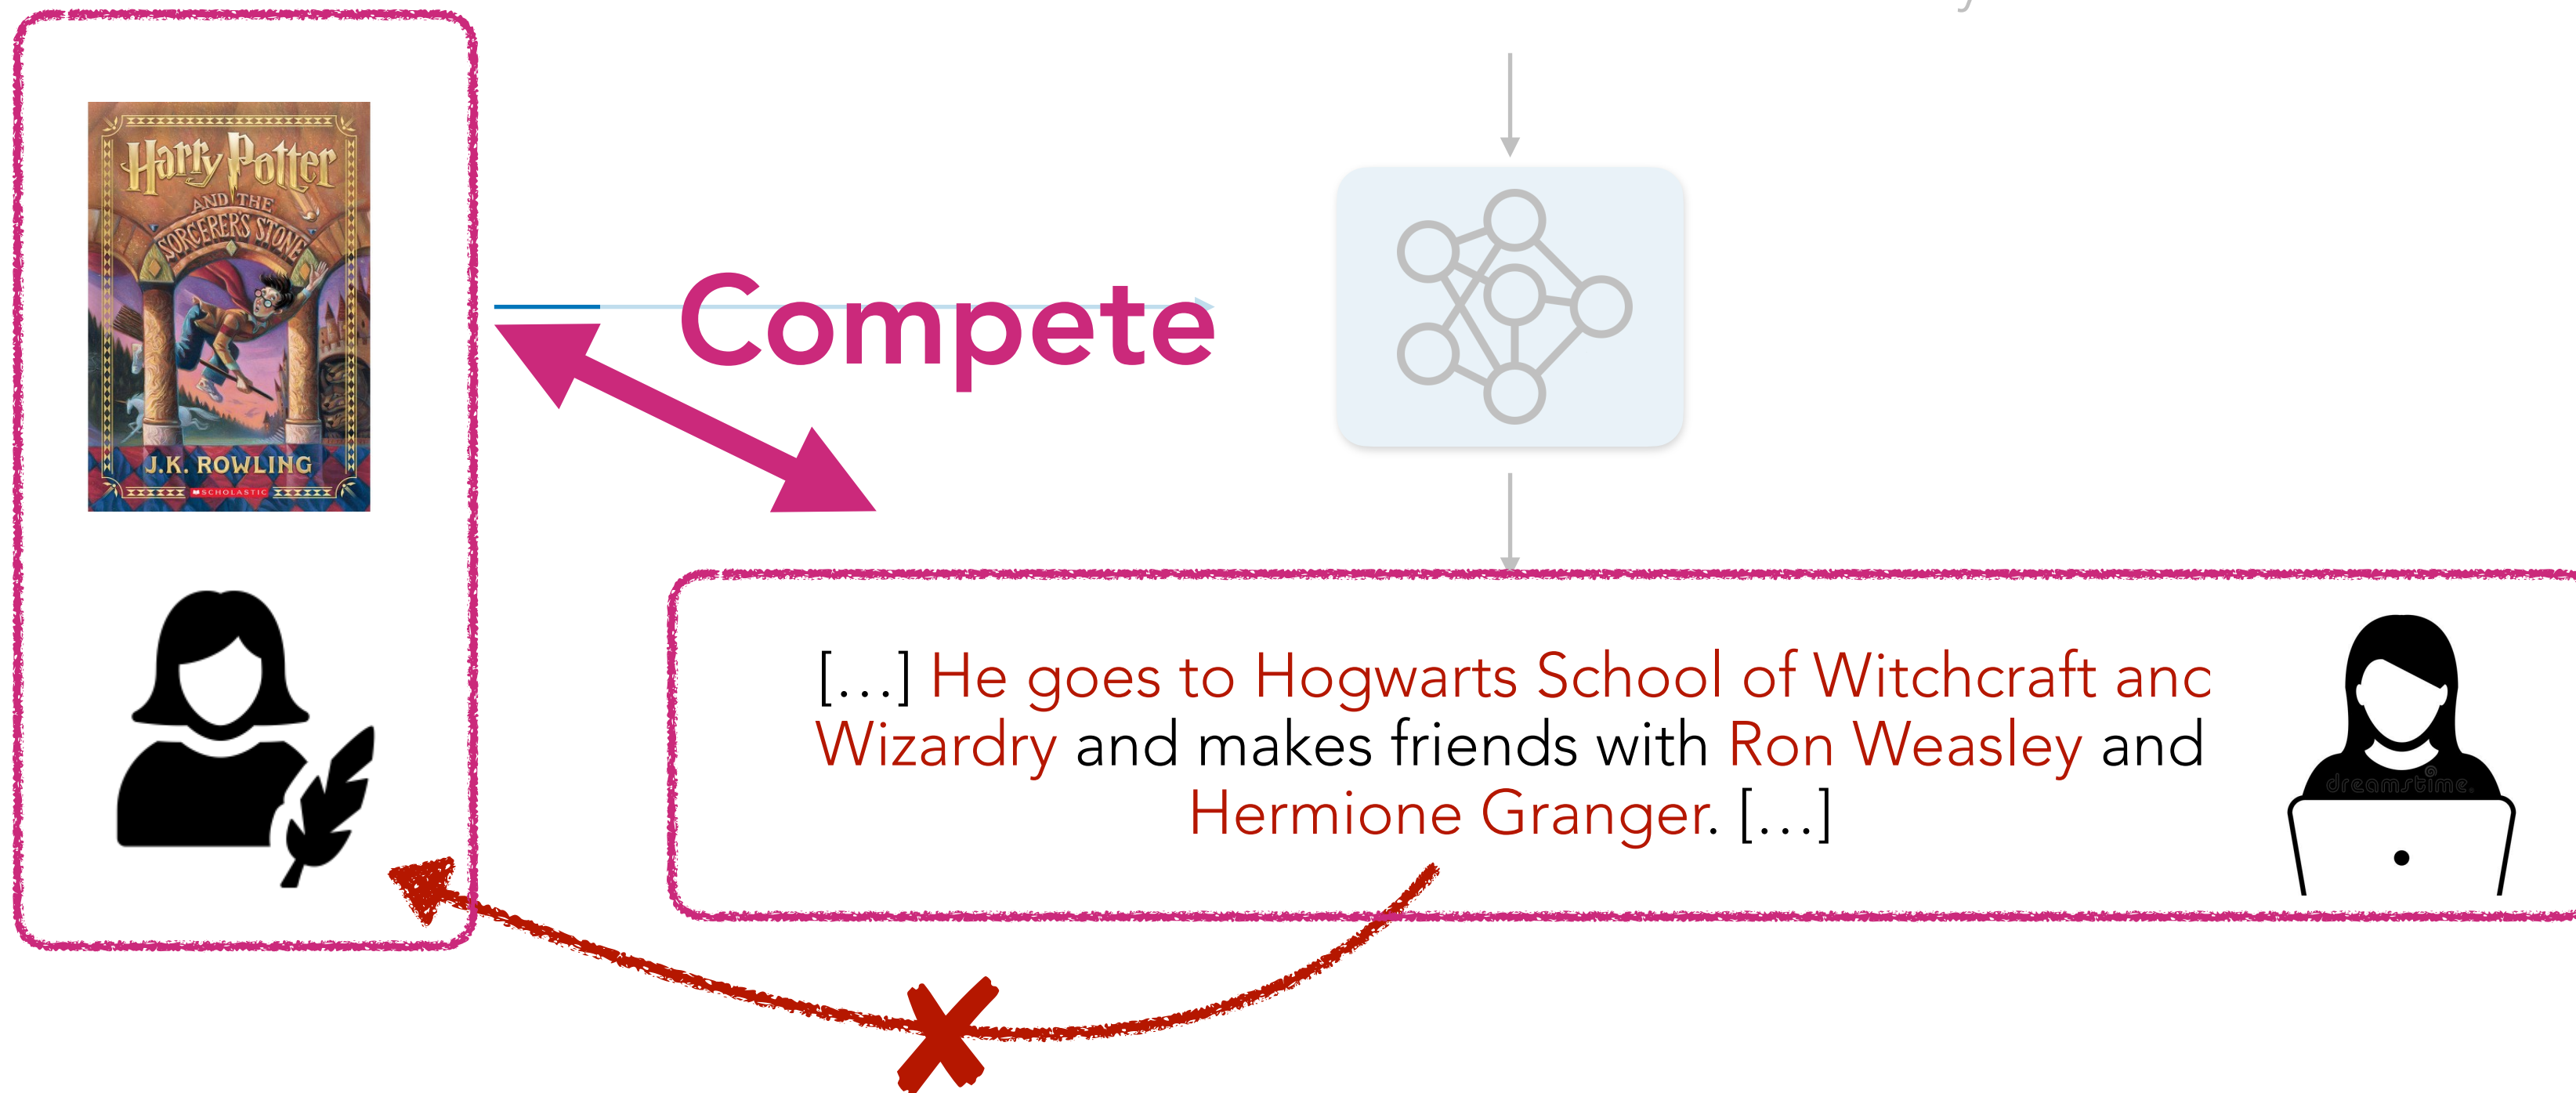 Harry Potter
AND THE
SORCERER'S STONE
J.K. ROWLING
SCHOLASTIC
Compete
[...] He goes to Hogwarts School of Witchcraft and
Wizardry and makes friends with Ron Weasley and
Hermione Granger. [...]
dreamstime.